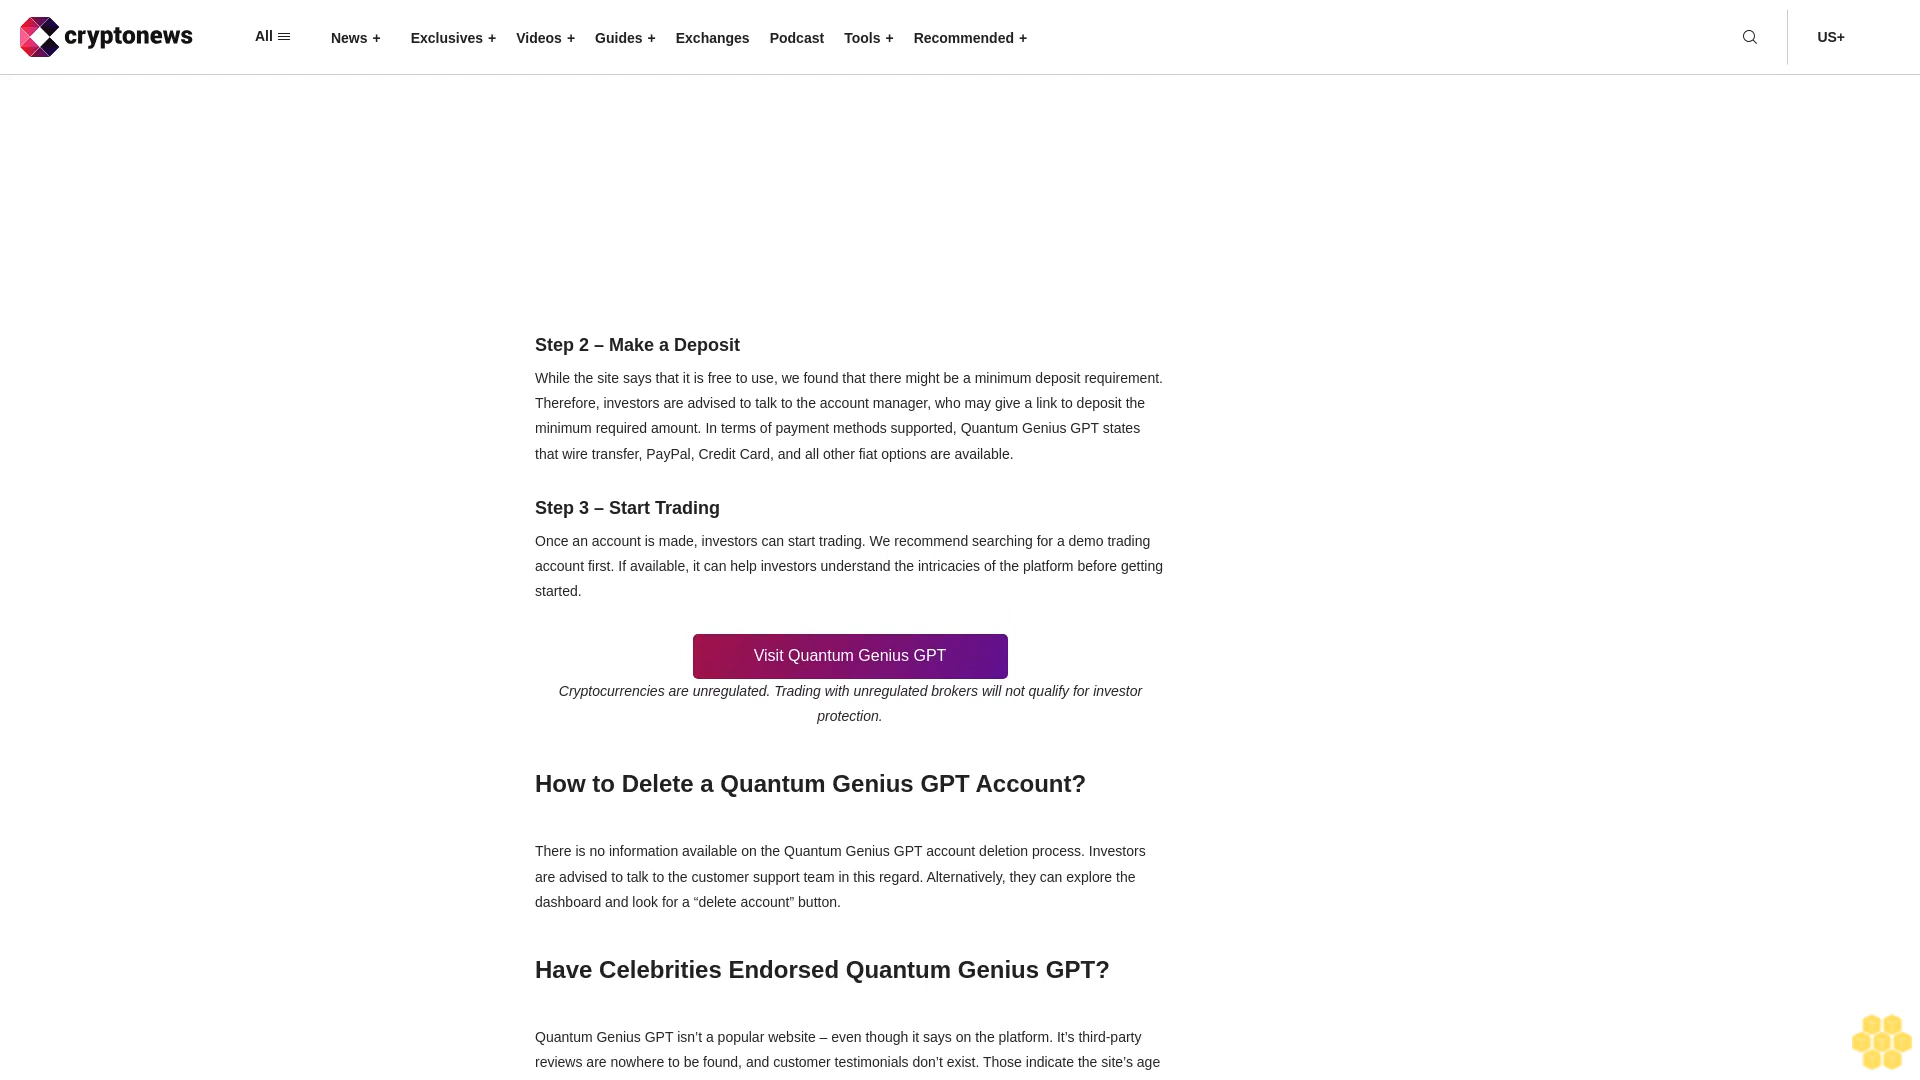 cryptonews
All
News +
Exclusives +
Videos +
Guides +
Exchanges
Podcast
Tools +
Recommended +
US+
Step 2 – Make a Deposit
While the site says that it is free to use, we found that there might be a minimum deposit requirement.
Therefore, investors are advised to talk to the account manager, who may give a link to deposit the
minimum required amount. In terms of payment methods supported, Quantum Genius GPT states
that wire transfer, PayPal, Credit Card, and all other fiat options are available.
Step 3 – Start Trading
Once an account is made, investors can start trading. We recommend searching for a demo trading
account first. If available, it can help investors understand the intricacies of the platform before getting
started.
Visit Quantum Genius GPT
Cryptocurrencies are unregulated. Trading with unregulated brokers will not qualify for investor
protection.
How to Delete a Quantum Genius GPT Account?
There is no information available on the Quantum Genius GPT account deletion process. Investors
are advised to talk to the customer support team in this regard. Alternatively, they can explore the
dashboard and look for a “delete account” button.
Have Celebrities Endorsed Quantum Genius GPT?
Quantum Genius GPT isn’t a popular website – even though it says on the platform. It’s third-party
reviews are nowhere to be found, and customer testimonials don’t exist. Those indicate the site’s age